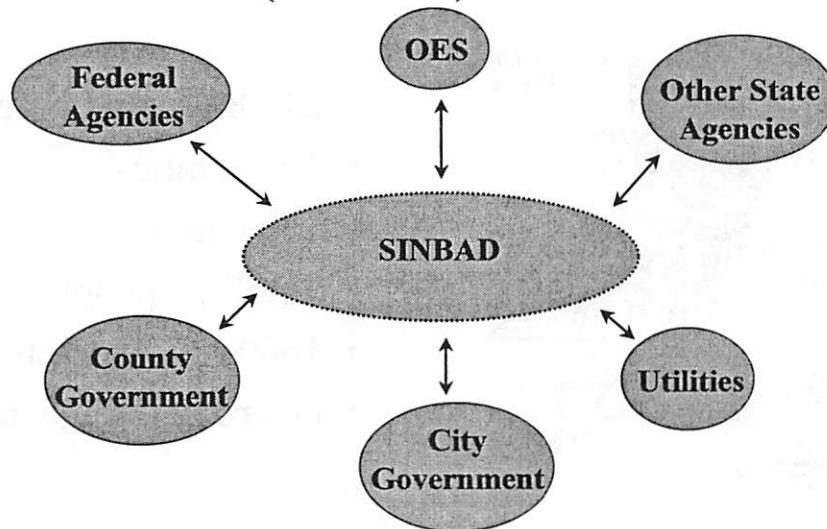 OES
Federal
Agencies
Other State
Agencies
SINBAD
County
Government
Utilities
City
Government